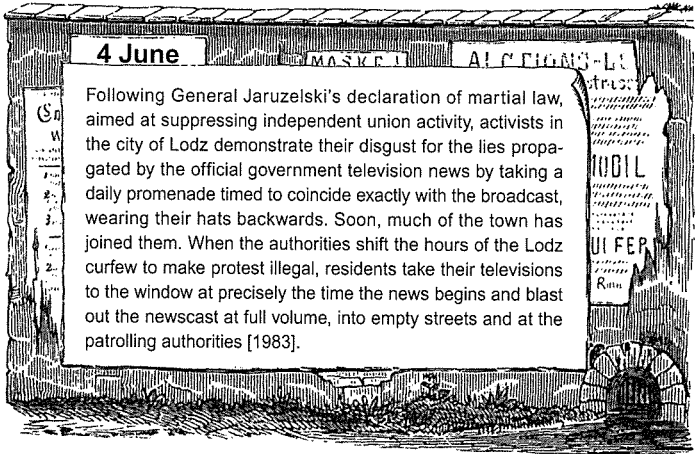 4 June
MASKE
Following General Jaruzelski's declaration of martial law,
aimed at suppressing independent union activity, activists in
the city of Lodz demonstrate their disgust for the lies propa-
gated by the official government television news by taking a
daily promenade timed to coincide exactly with the broadcast,
wearing their hats backwards. Soon, much of the town has
joined them. When the authorities shift the hours of the Lodz
curfew to make protest illegal, residents take their televisions
to the window at precisely the time the news begins and blast
out the newscast at full volume, into empty streets and at the
patrolling authorities [1983].